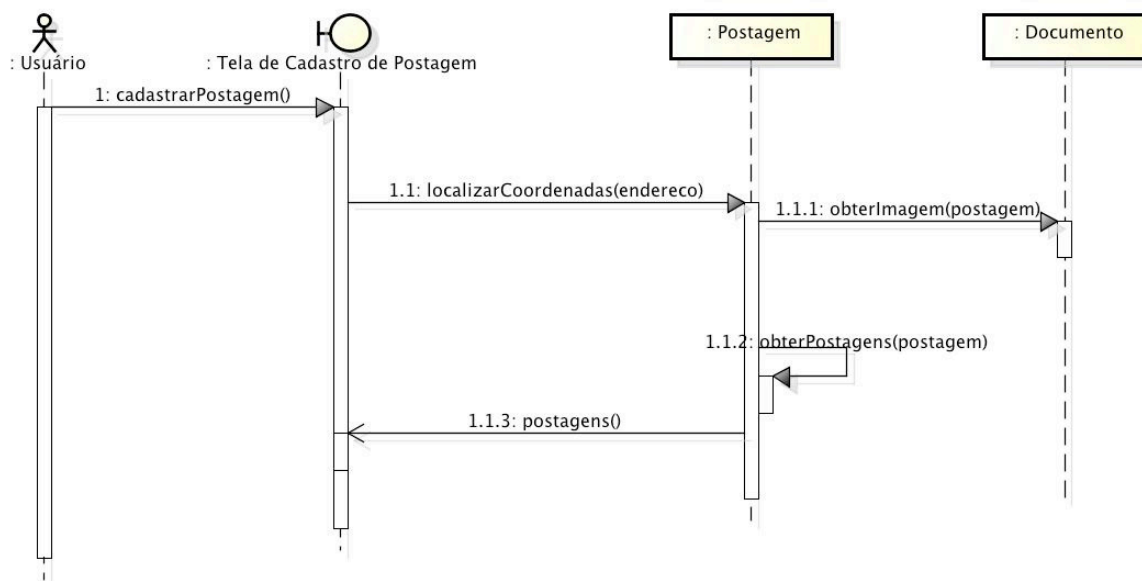 : Postagem
: Documento
: Usuário
: Tela de Cadastro de Postagem
1: cadastrarPostagem()
1.1: localizarCoordenadas(endereco)
1.1.1: obterImagem(postagem)
1.1.2: obterPostagens(postagem)
1.1.3: postagens()